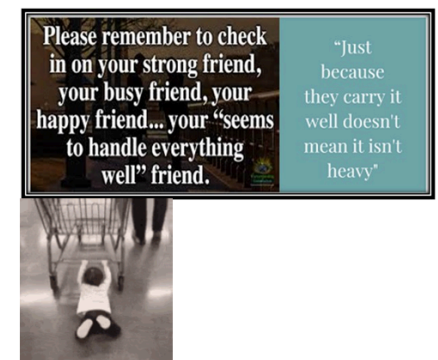 Please remember to check
in on your strong friend,
your busy friend, your
happy friend... your “seems
to handle everything
well” friend.
“Just
because
they carry it
well doesn't
mean it isn't
heavy"